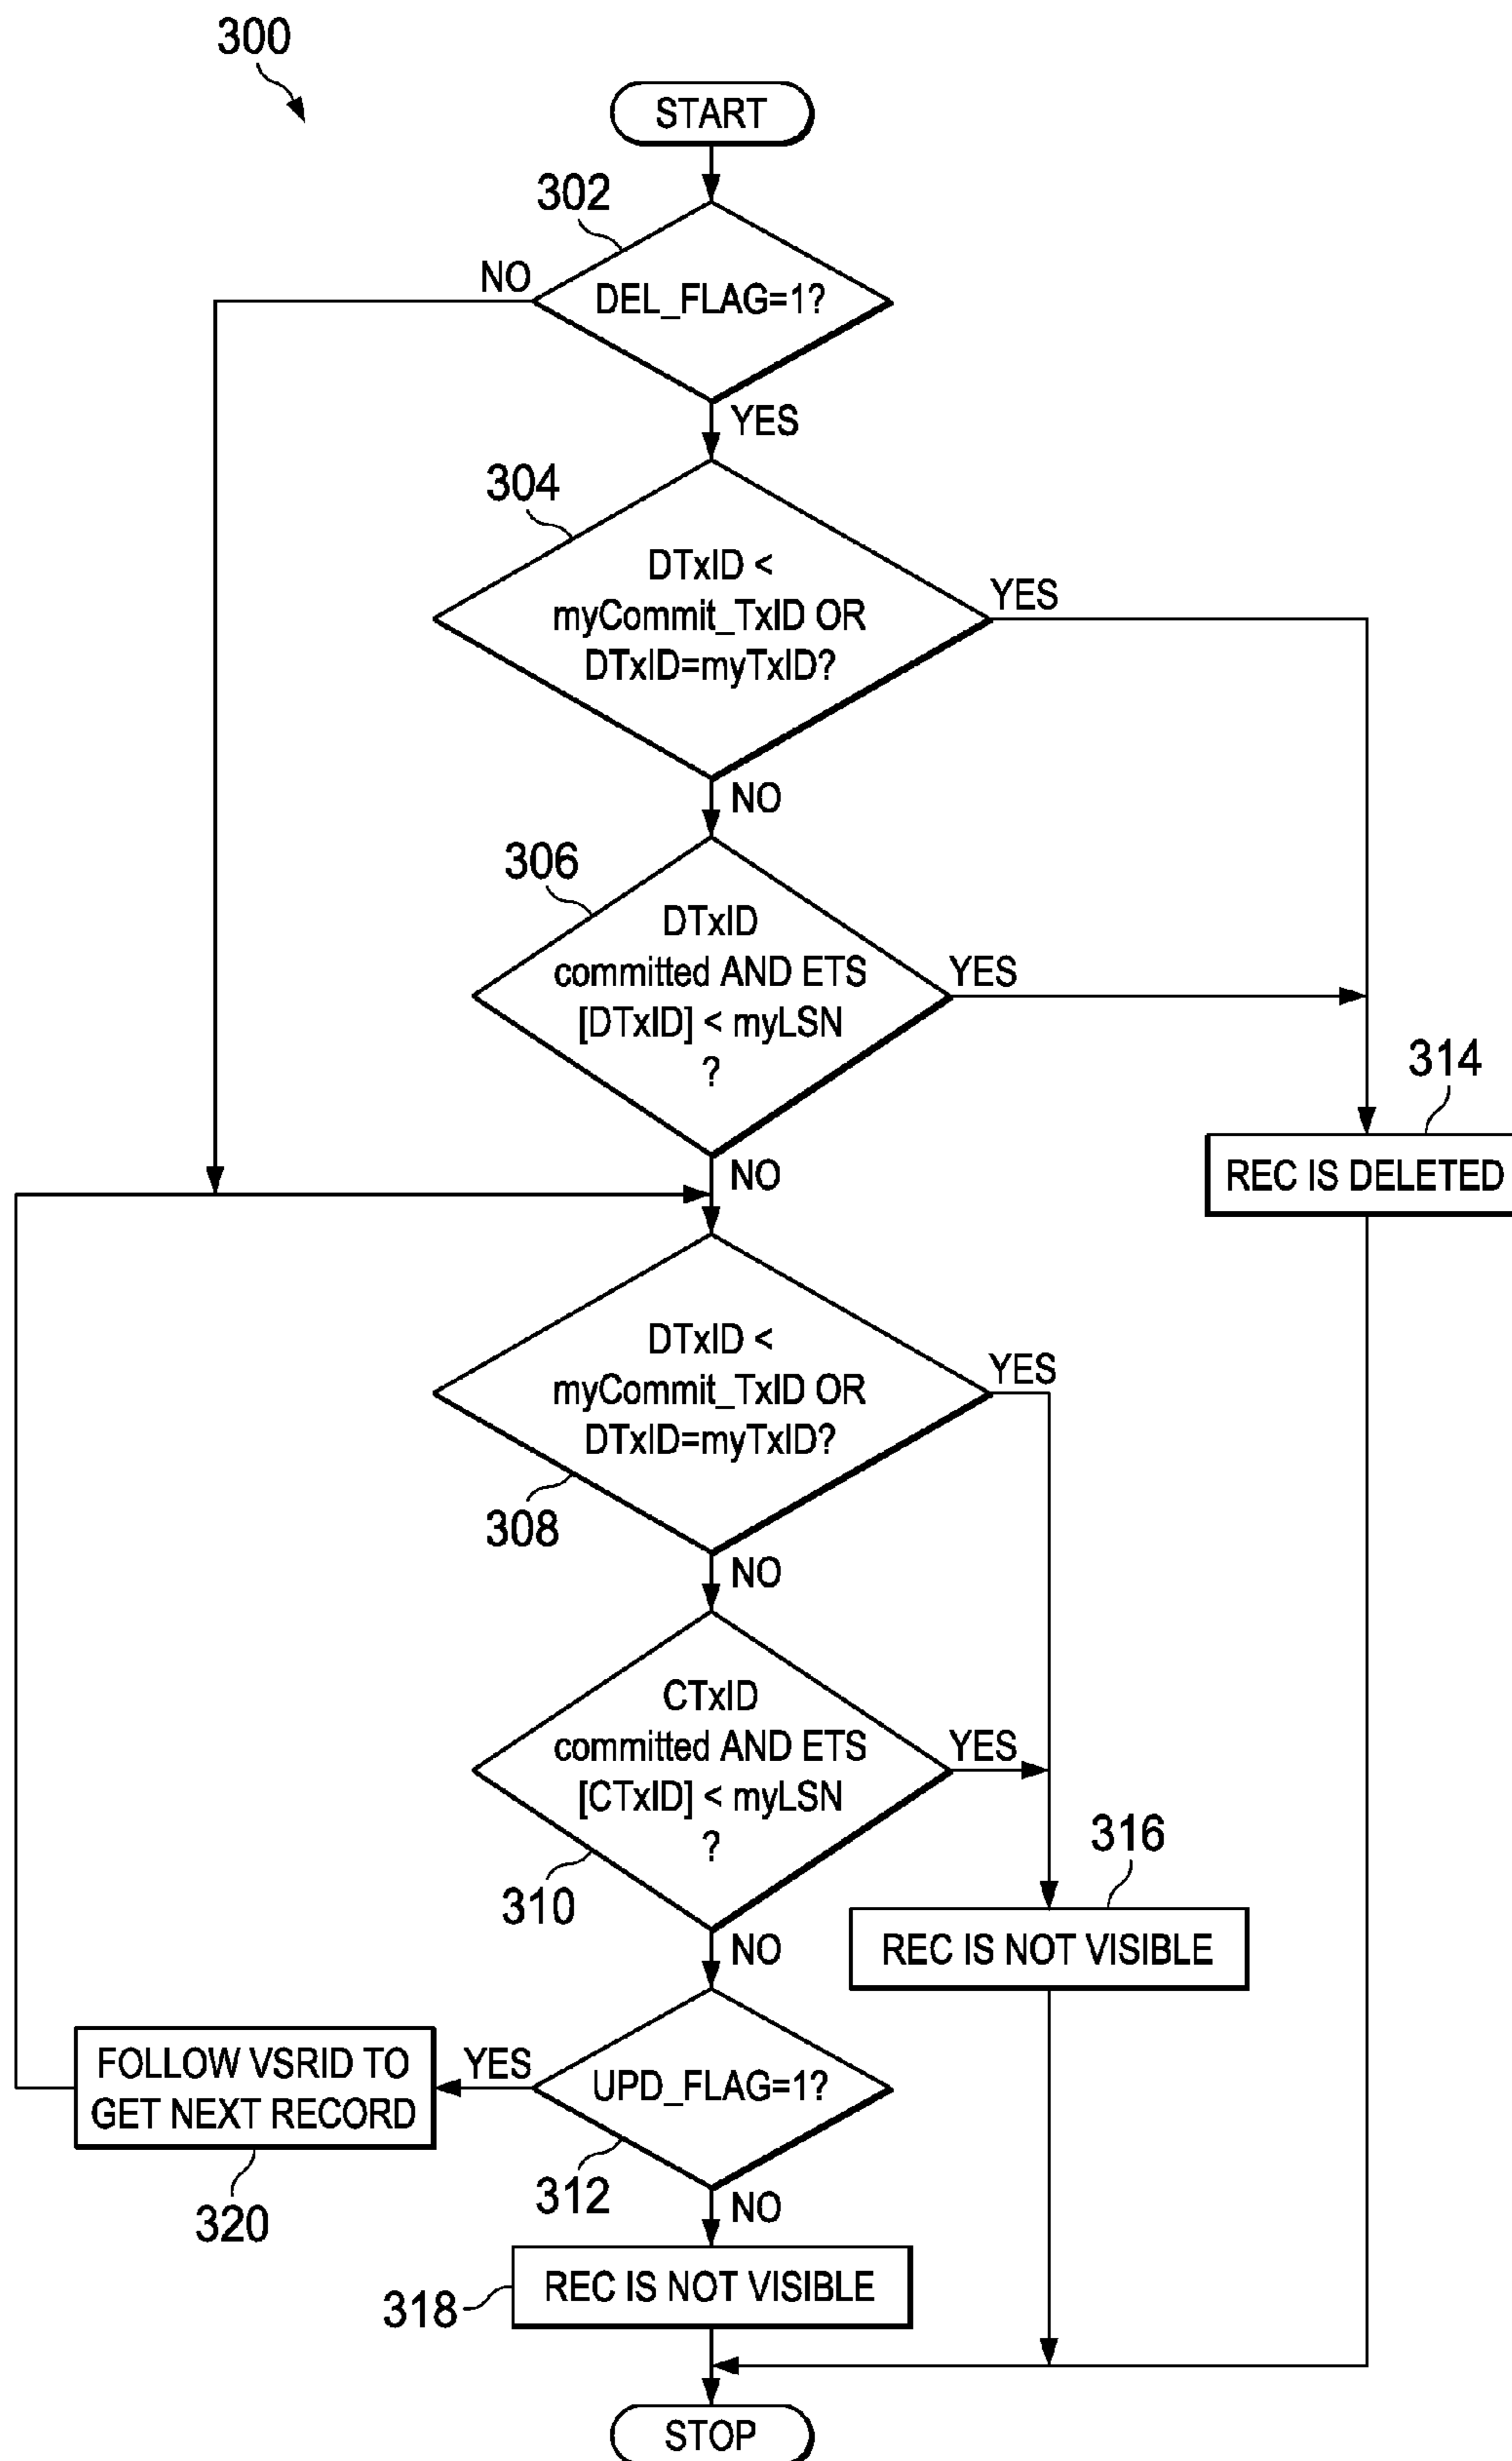 300
START
302
NO
DEL_FLAG=1?
YES
304
DTxID <
myCommit_TxID OR
DTxID=myTxID?
YES
NO
306
DTxID
committed AND ETS
[DTxID] < myLSN
?
YES
NO
314
REC IS DELETED
DTxID <
myCommit_TxID OR
DTxID=myTxID?
YES
308
NO
CTxID
committed AND ETS
[CTxID] < myLSN
?
YES
310
NO
316
REC IS NOT VISIBLE
FOLLOW VSRID TO
GET NEXT RECORD
YES
UPD_FLAG=1?
320
312
NO
REC IS NOT VISIBLE
318
STOP